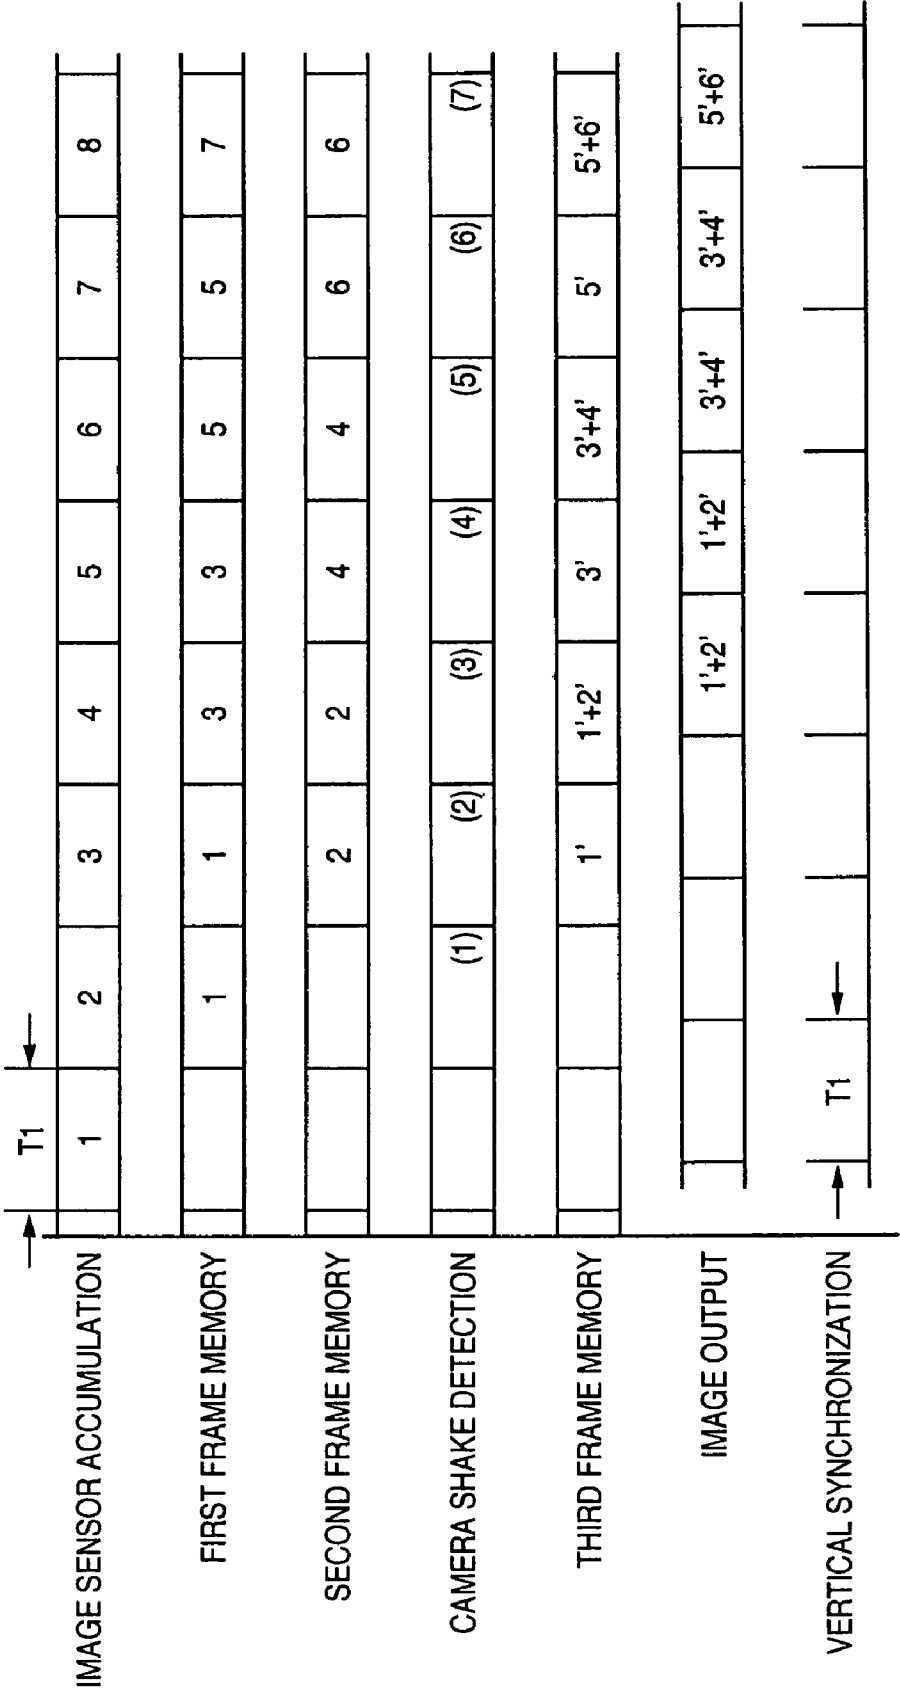 T1
IMAGE SENSOR ACCUMULATION 1 2 3 4 5 6 7 8
FIRST FRAME MEMORY 1 1 3 3 5 5 7
SECOND FRAME MEMORY 2 2 4 4 6 6
CAMERA SHAKE DETECTION (1) (2) (3) (4) (5) (6) (7)
THIRD FRAME MEMORY 1' 1'+2' 3' 3'+4' 5' 5'+6'
IMAGE OUTPUT 1'+2' 1'+2' 3'+4' 3'+4' 5'+6'
VERTICAL SYNCHRONIZATION T1